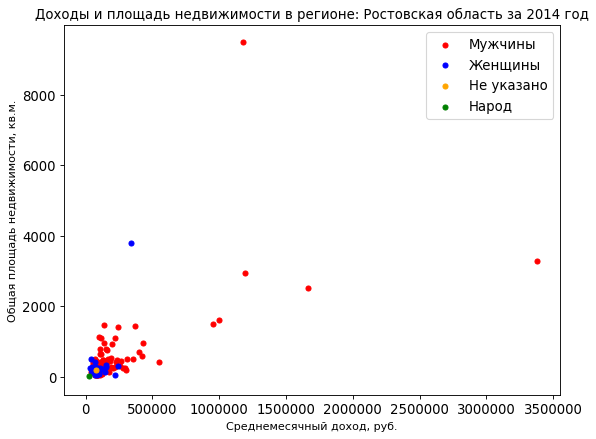 Доходы и площадь недвижимости в регионе: Ростовская область за 2014 год
Мужчины
Женщины
Не указано
Народ
Общая площадь недвижимости, кв.м.
8000
6000
4000
2000
0
0 500000 1000000 1500000 2000000 2500000 3000000 3500000
Среднемесячный доход, руб.